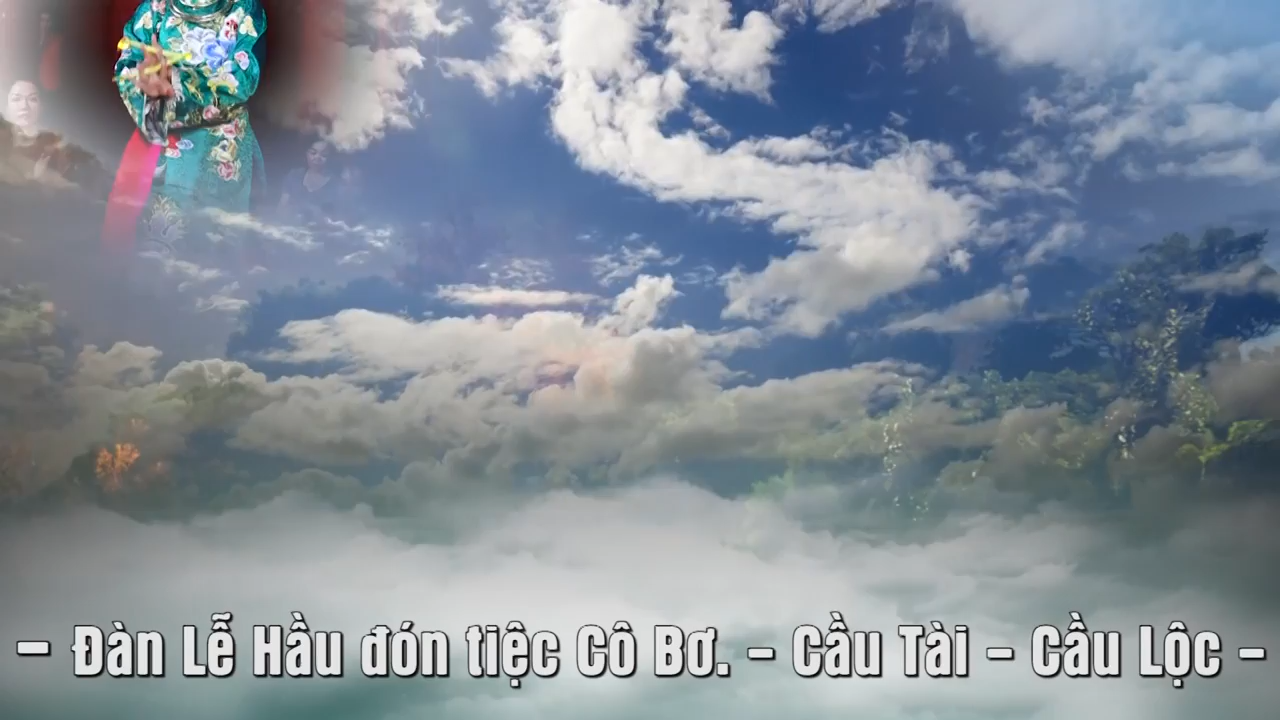 - Đàn Lễ Hầu đón tiệc Cô Bơ. - Cầu Tài - Cầu Lộc -